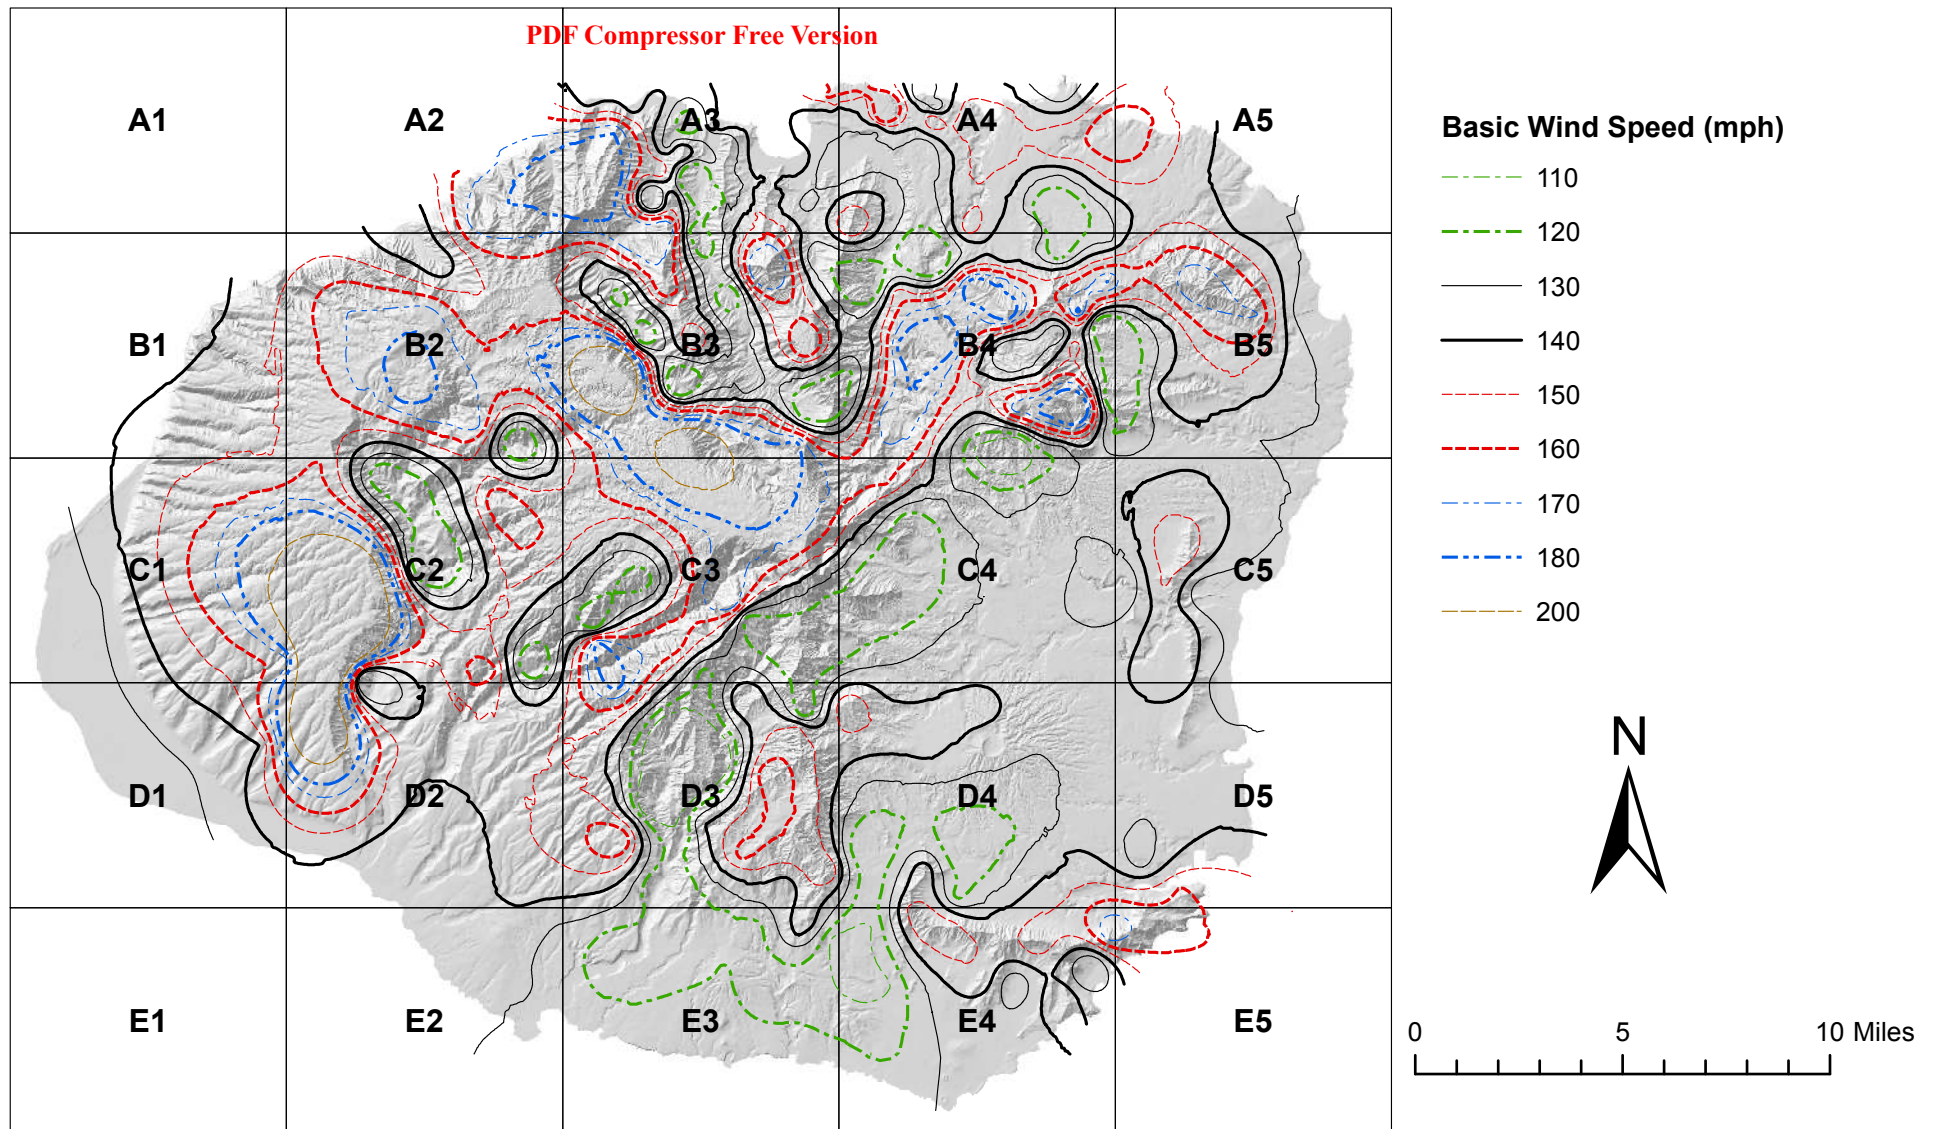 PDF Compressor Free Version
A1 A2 A3 A4 A5
B1 B2 B3 B4 B5
C1 C2 C3 C4 C5
D1 D2 D3 D4 D5
E1 E2 E3 E4 E5
Basic Wind Speed (mph)
110
120
130
140
150
160
170
180
200
N
0 5 10 Miles